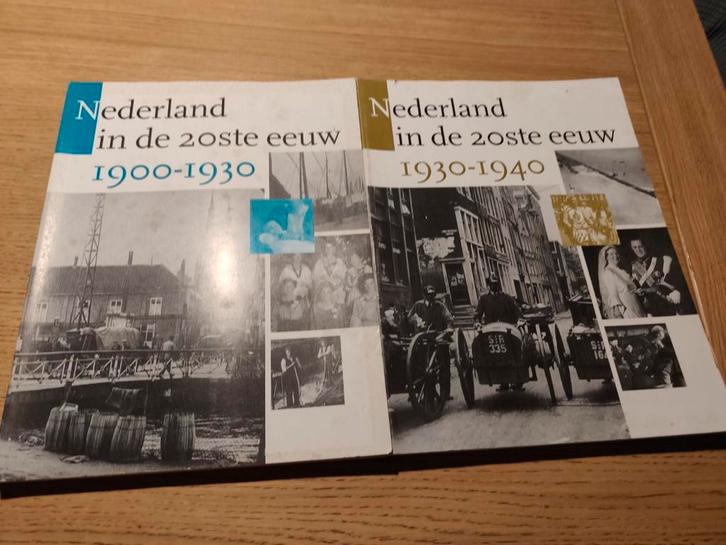 Nederland
in de 20ste eeuw
1900-1930
Nederland
in de 20ste eeuw
1930-1940
S±R
335
S±R